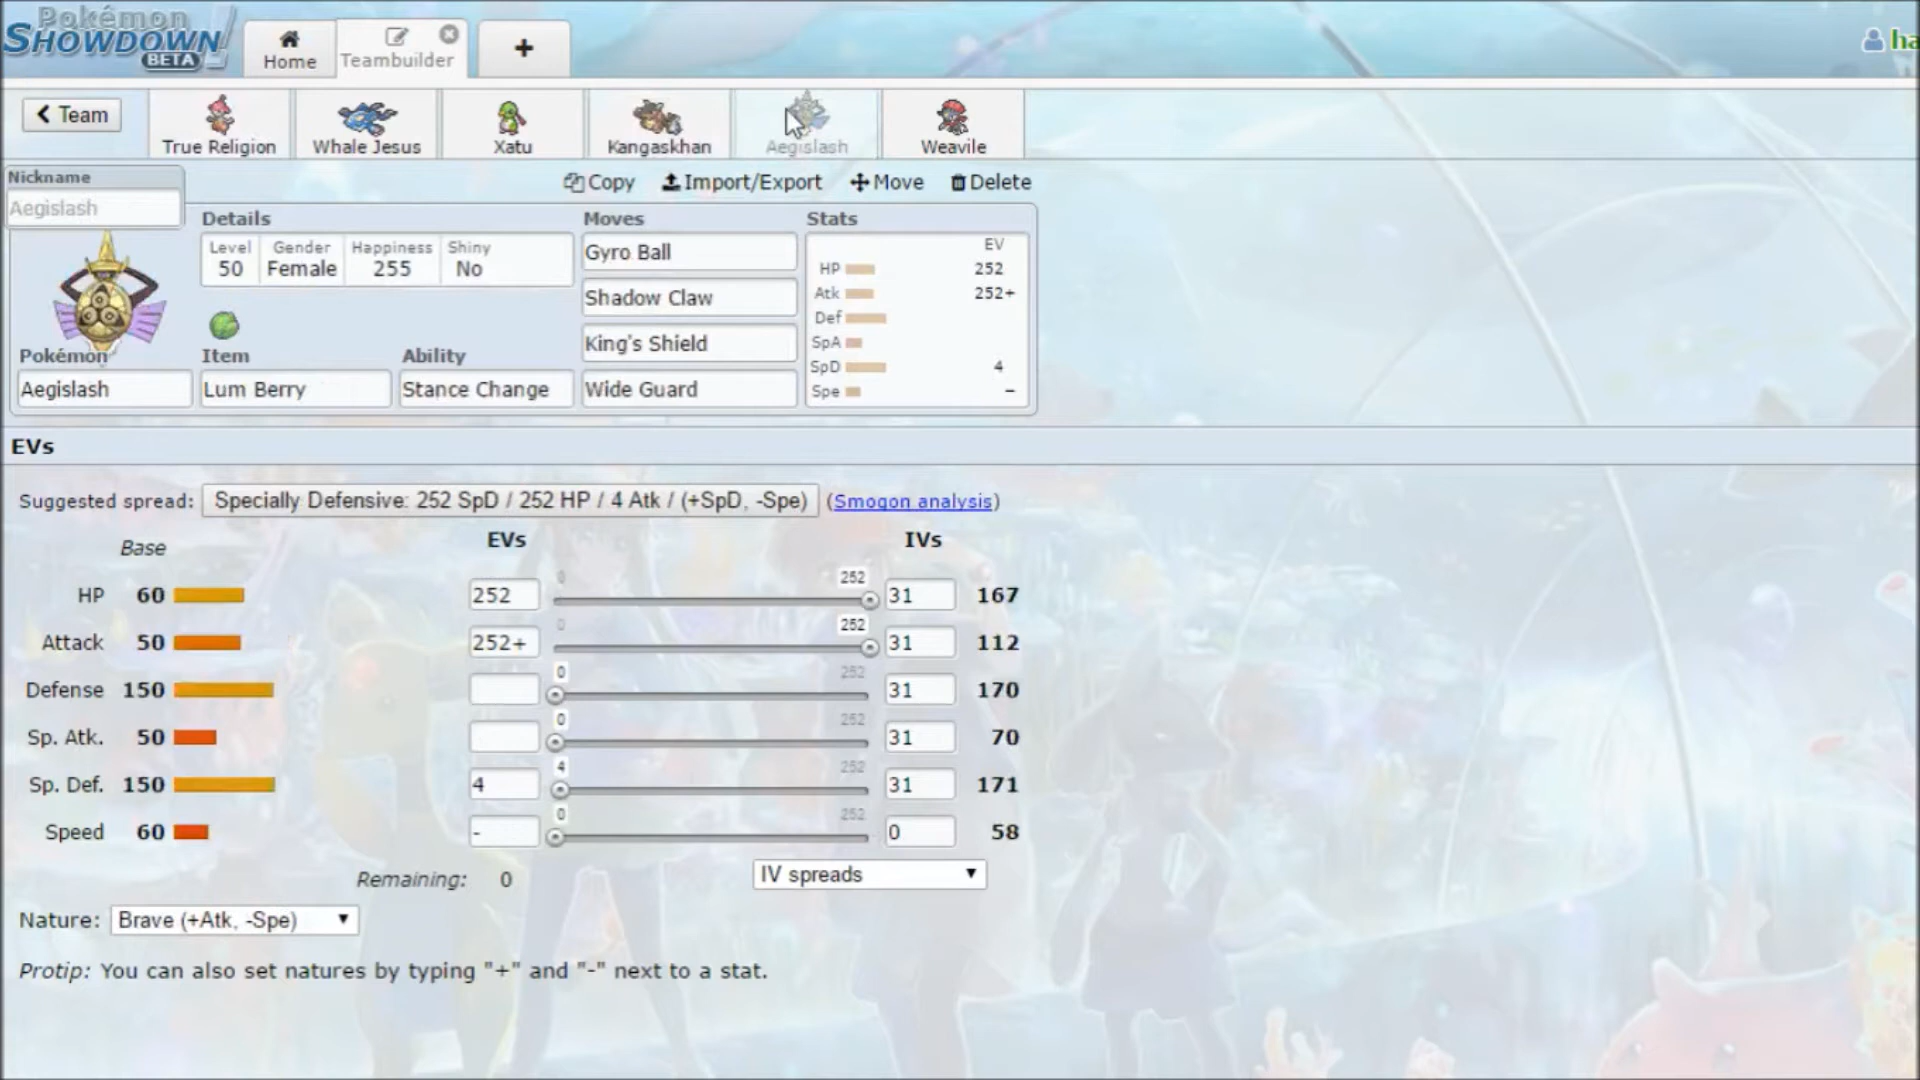 Pokémon
SHOWDOWN!
BETA
Home
Teambuilder
+
ha
Team
True Religion
Whale Jesus
Xatu
Kangaskhan
Aegislash
Weavile
Nickname
Aegislash
Copy
Import/Export
Move
Delete
Details
Moves
Stats
Level
Gender
Happiness
Shiny
50
Female
255
No
Gyro Ball
Shadow Claw
King's Shield
Wide Guard
EV
HP 252
Atk 252+
Def
SpA
SpD 4
Spe –
Pokémon
Item
Ability
Aegislash
Lum Berry
Stance Change
EVs
Suggested spread: Specially Defensive: 252 SpD / 252 HP / 4 Atk / (+SpD, -Spe) (Smogon analysis)
Base EVs IVs
0 252
HP 60 252 31 167
0 252
Attack 50 252+ 31 112
0 252
Defense 150 31 170
0 252
Sp. Atk. 50 31 70
4 252
Sp. Def. 150 4 31 171
0 252
Speed 60 - 0 58
Remaining: 0
IV spreads
Nature: Brave (+Atk, -Spe)
Protip: You can also set natures by typing "+" and "-" next to a stat.